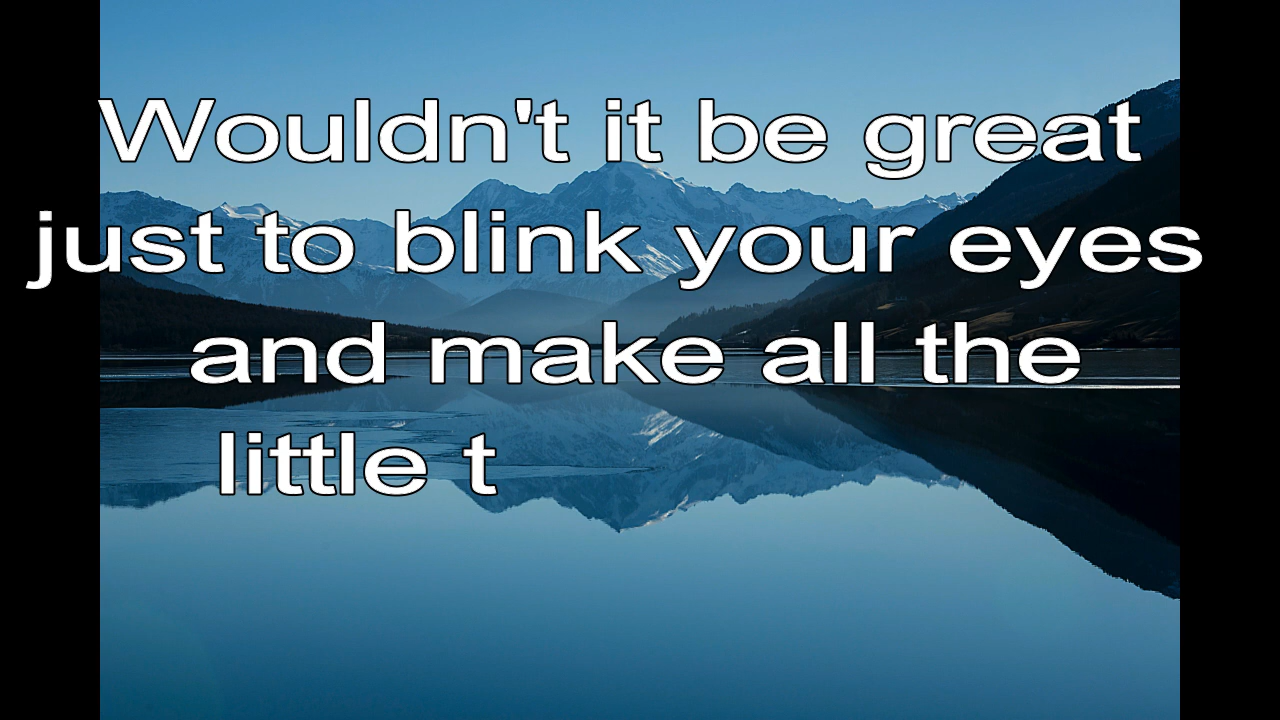 Wouldn't it be great
just to blink your eyes
and make all the
little t